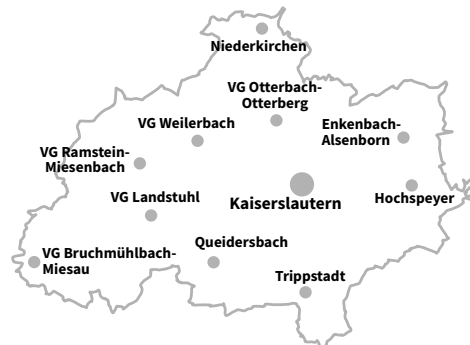 Niederkirchen
VG Otterbach-
Otterberg
VG Weilerbach
Enkenbach-
Alsenborn
VG Ramstein-
Miesenbach
VG Landstuhl
Kaiserslautern
Hochspeyer
Queidersbach
VG Bruchmühlbach-
Miesau
Trippstadt